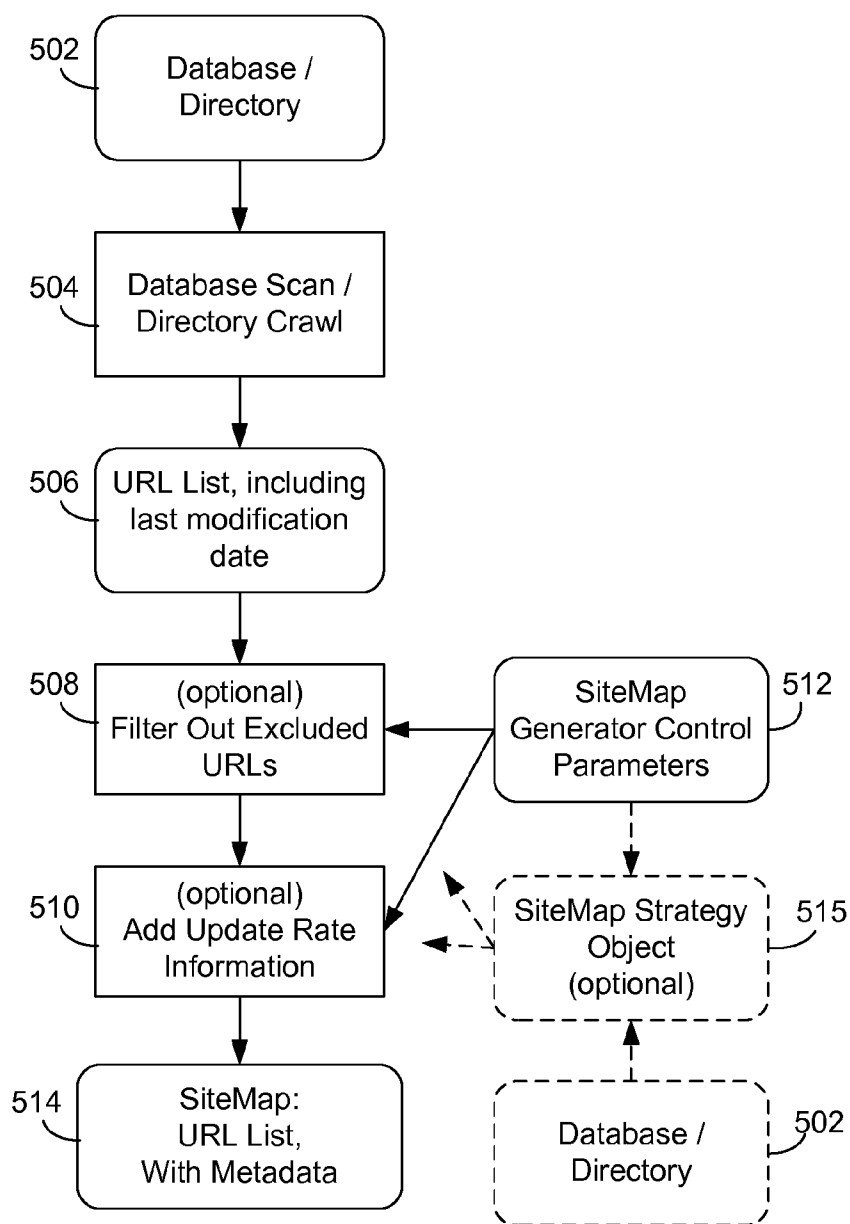 502
Database /
Directory
504
Database Scan /
Directory Crawl
506
URL List, including
last modification
date
508
(optional)
Filter Out Excluded
URLs
SiteMap
Generator Control
Parameters
512
510
(optional)
Add Update Rate
Information
SiteMap Strategy
Object
(optional)
515
514
SiteMap:
URL List,
With Metadata
Database /
Directory
502